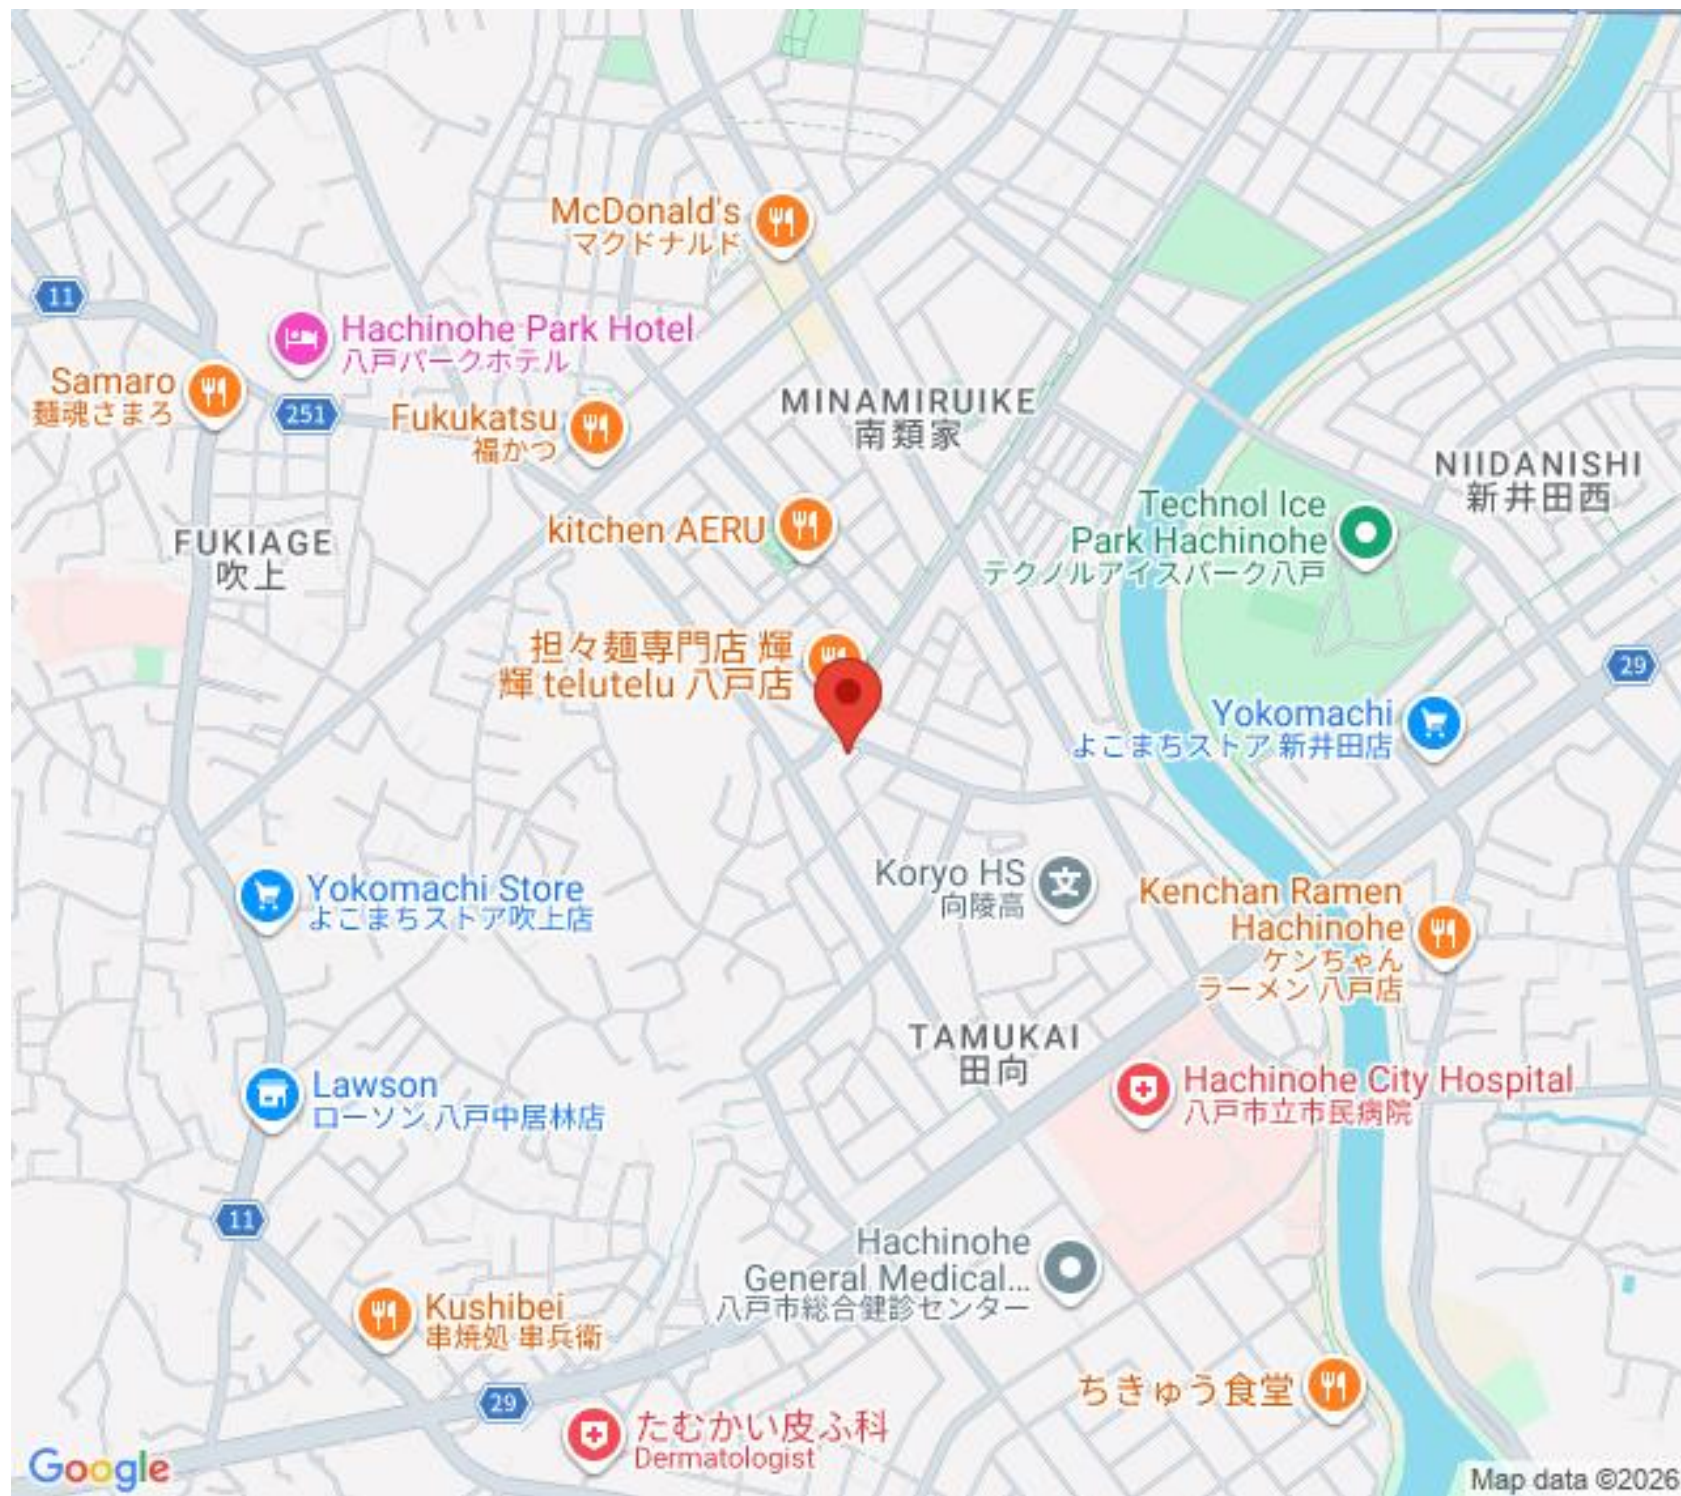 McDonald's
マクドナルド
11
Hachinohe Park Hotel
八戸パークホテル
Samaro
麺魂さまろ
251
Fukukatsu
福かつ
MINAMIRUIKE
南類家
NIIDANISHI
新井田西
Technol Ice
Park Hachinohe
テクノルアイスパーク八戸
kitchen AERU
FUKIAGE
吹上
担々麺専門店 輝
輝 telutelu 八戸店
29
Yokomachi
よこまちストア 新井田店
Koryo HS
向陵高
Yokomachi Store
よこまちストア吹上店
Kenchan Ramen
Hachinohe
ケンちゃん
ラーメン 八戸店
TAMUKAI
田向
Lawson
ローソン 八戸中居林店
Hachinohe City Hospital
八戸市立市民病院
11
Hachinohe
General Medical...
八戸市総合健診センター
Kushibei
串焼処 串兵衛
29
ちきゅう食堂
たむかい皮ふ科
Dermatologist
Google
Map data ©2026